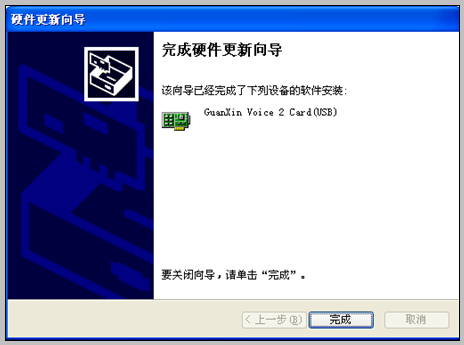 硬件更新向导
完成硬件更新向导
该向导已经完成了下列设备的软件安装:
GuanXin Voice 2 Card(USB)
要关闭向导，请单击“完成”。
< 上一步(B)
完成
取消